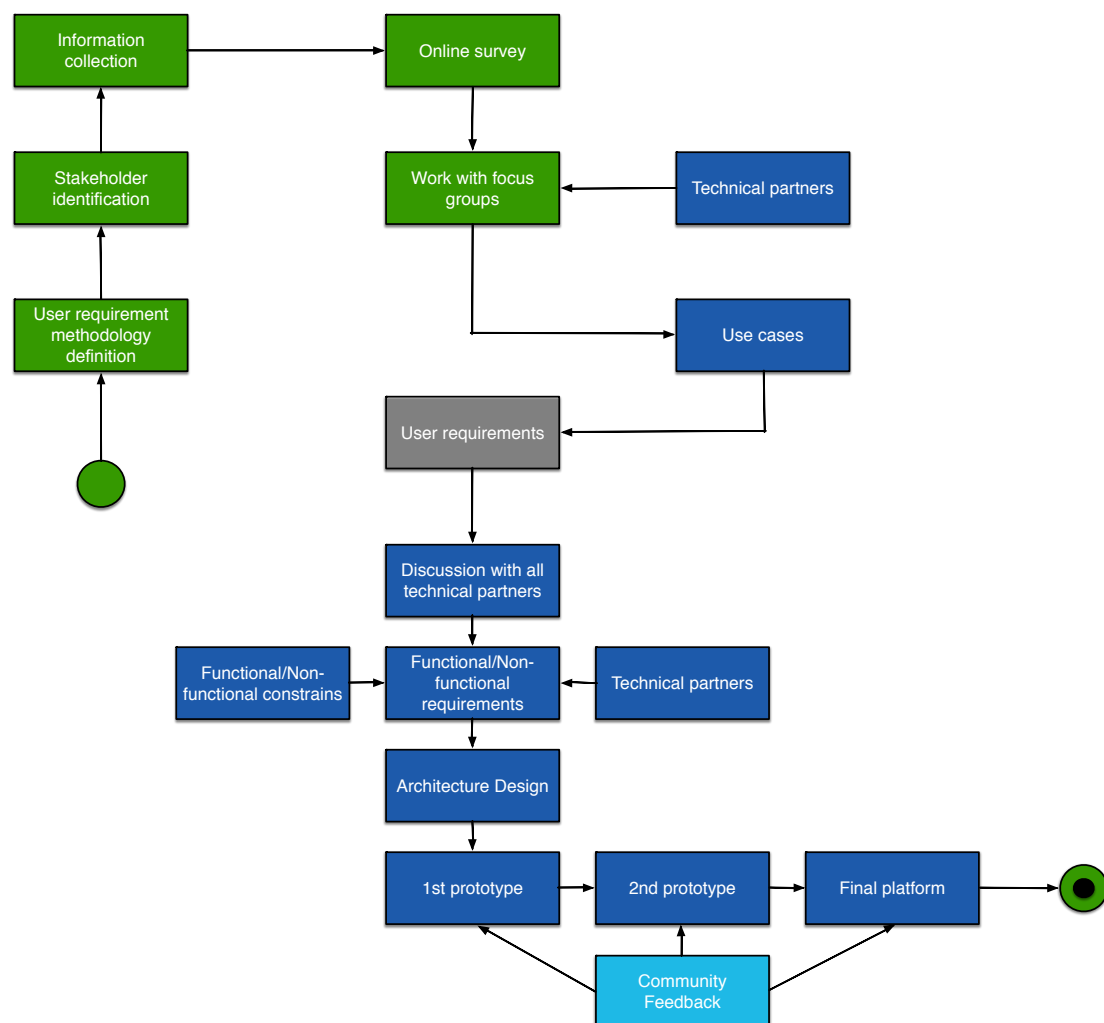 Information
collection
Online survey
Stakeholder
identification
Work with focus
groups
Technical partners
User requirement
methodology
definition
Use cases
User requirements
Discussion with all
technical partners
Functional/Non-
functional constrains
Functional/Non-
functional
requirements
Technical partners
Architecture Design
1st prototype
2nd prototype
Final platform
Community
Feedback